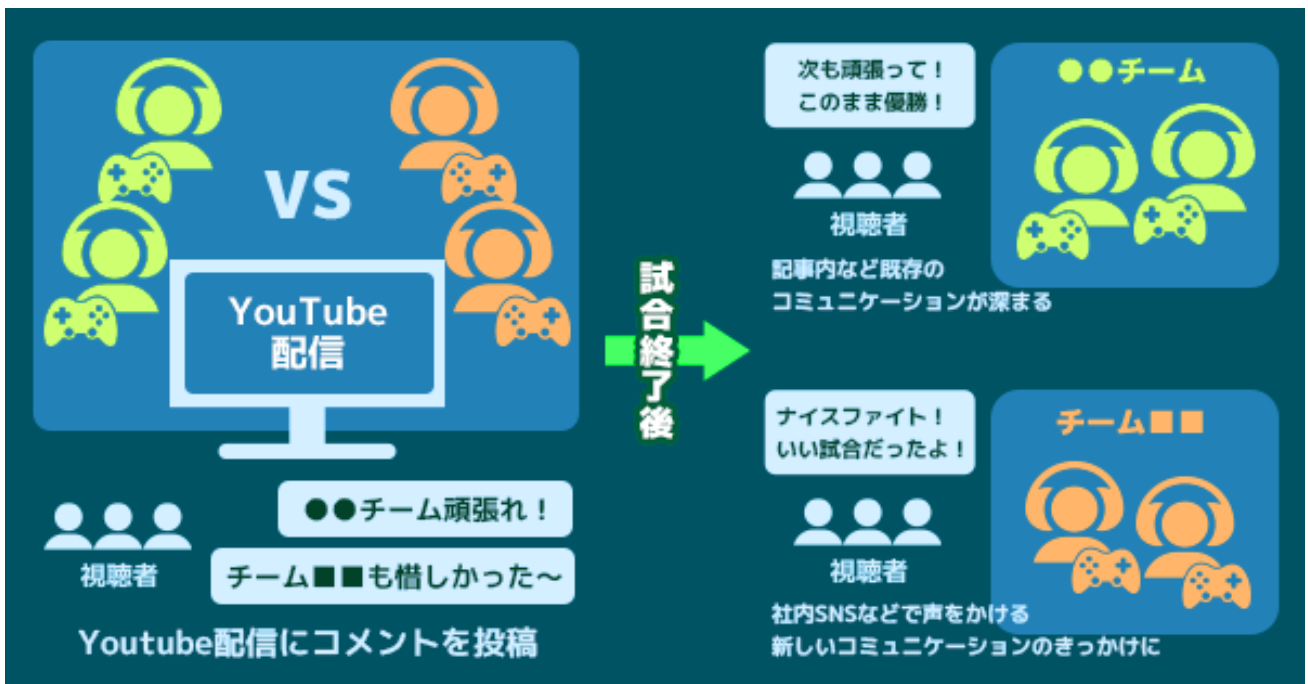 VS
YouTube
配信
●●チーム頑張れ！
チーム■■も惜しかった～
視聴者
Youtube配信にコメントを投稿
試合終了後
次も頑張って！
このまま優勝！
●●チーム
視聴者
記事内など既存の
コミュニケーションが深まる
ナイスファイト！
いい試合だったよ！
チーム■■
視聴者
社内SNSなどで声をかける
新しいコミュニケーションのきっかけに